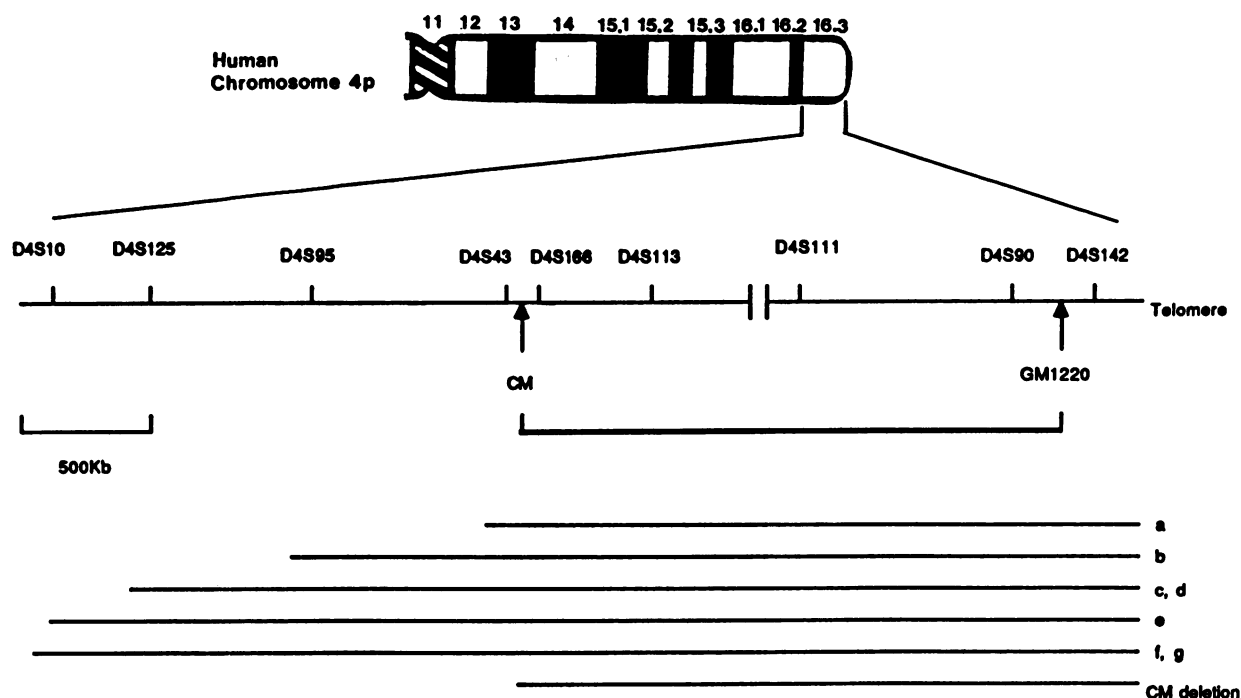 11 12 13 14 15.1 15.2 15.3 16.1 16.2 16.3
Human
Chromosome 4p
D4S10 D4S125 D4S95 D4S43 D4S166 D4S113 D4S111 D4S90 D4S142
Telomere
CM
GM1220
500Kb
a
b
c, d
e
f, g
CM deletion